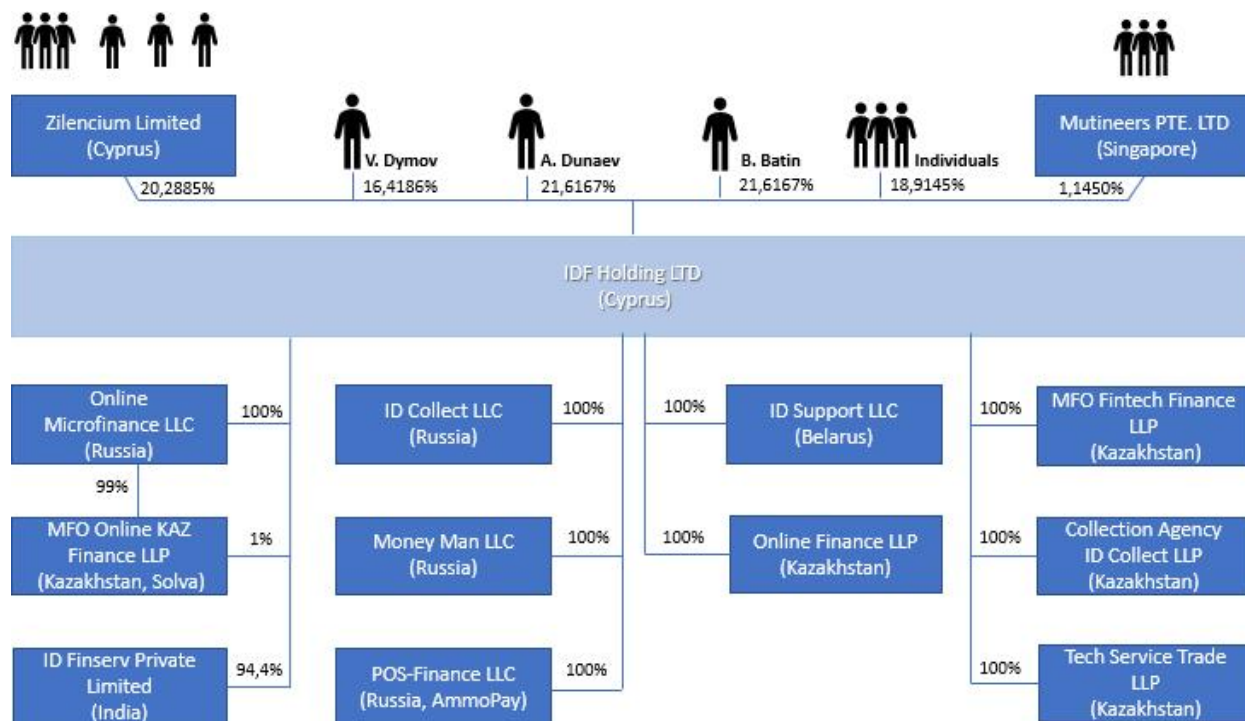 Zilencium Limited
(Cyprus)
V. Dymov
A. Dunaev
B. Batin
Individuals
Mutineers PTE. LTD
(Singapore)
20,2885%
16,4186%
21,6167%
21,6167%
18,9145%
1,1450%
IDF Holding LTD
(Cyprus)
Online
Microfinance LLC
(Russia)
100%
ID Collect LLC
(Russia)
100%
100%
ID Support LLC
(Belarus)
100%
MFO Fintech Finance
LLP
(Kazakhstan)
99%
MFO Online KAZ
Finance LLP
(Kazakhstan, Solva)
1%
Money Man LLC
(Russia)
100%
100%
Online Finance LLP
(Kazakhstan)
100%
Collection Agency
ID Collect LLP
(Kazakhstan)
ID Finserv Private
Limited
(India)
94,4%
POS-Finance LLC
(Russia, AmmoPay)
100%
100%
Tech Service Trade
LLP
(Kazakhstan)